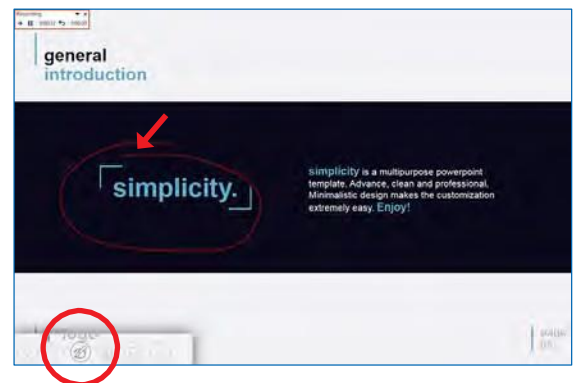 Recording
general
introduction
simplicity.
simplicity is a multipurpose powerpoint
template. Advance, clean and professional.
Minimalistic design makes the customization
extremely easy. Enjoy!